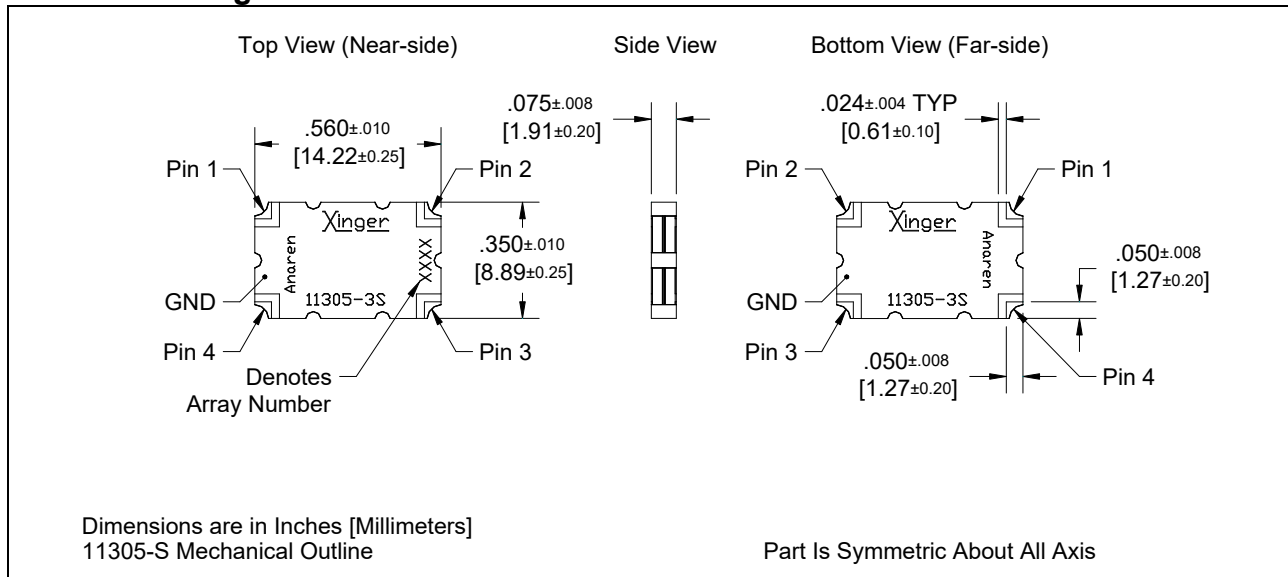 Top View (Near-side)
Side View
Bottom View (Far-side)
.560±.010
[14.22±0.25]
.075±.008
[1.91±0.20]
.024±.004 TYP
[0.61±0.10]
Pin 1
Pin 2
Pin 2
Pin 1
Xinger
Anaren
XXXX
11305-3S
.350±.010
[8.89±0.25]
Xinger
Anaren
11305-3S
.050±.008
[1.27±0.20]
GND
GND
Pin 4
Pin 3
Pin 3
Pin 4
.050±.008
[1.27±0.20]
Denotes
Array Number
Dimensions are in Inches [Millimeters]
11305-S Mechanical Outline
Part Is Symmetric About All Axis